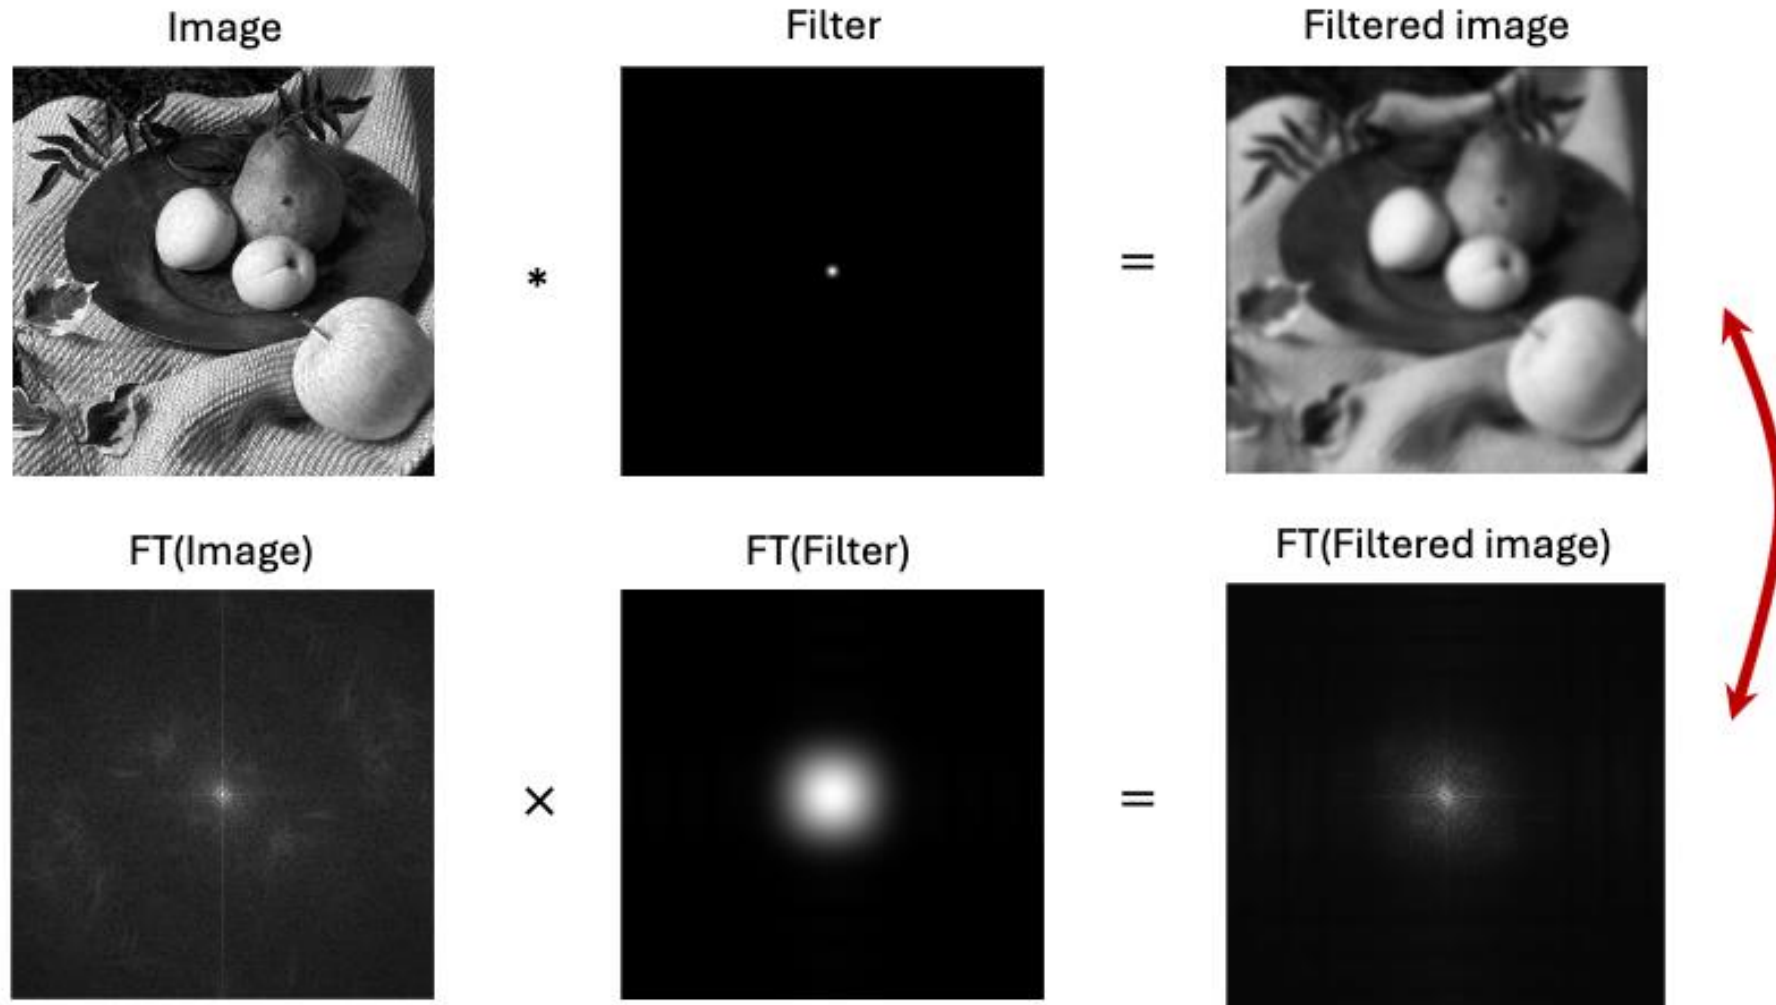 Image
Filter
Filtered image
*
=
FT(Image)
FT(Filter)
FT(Filtered image)
×
=